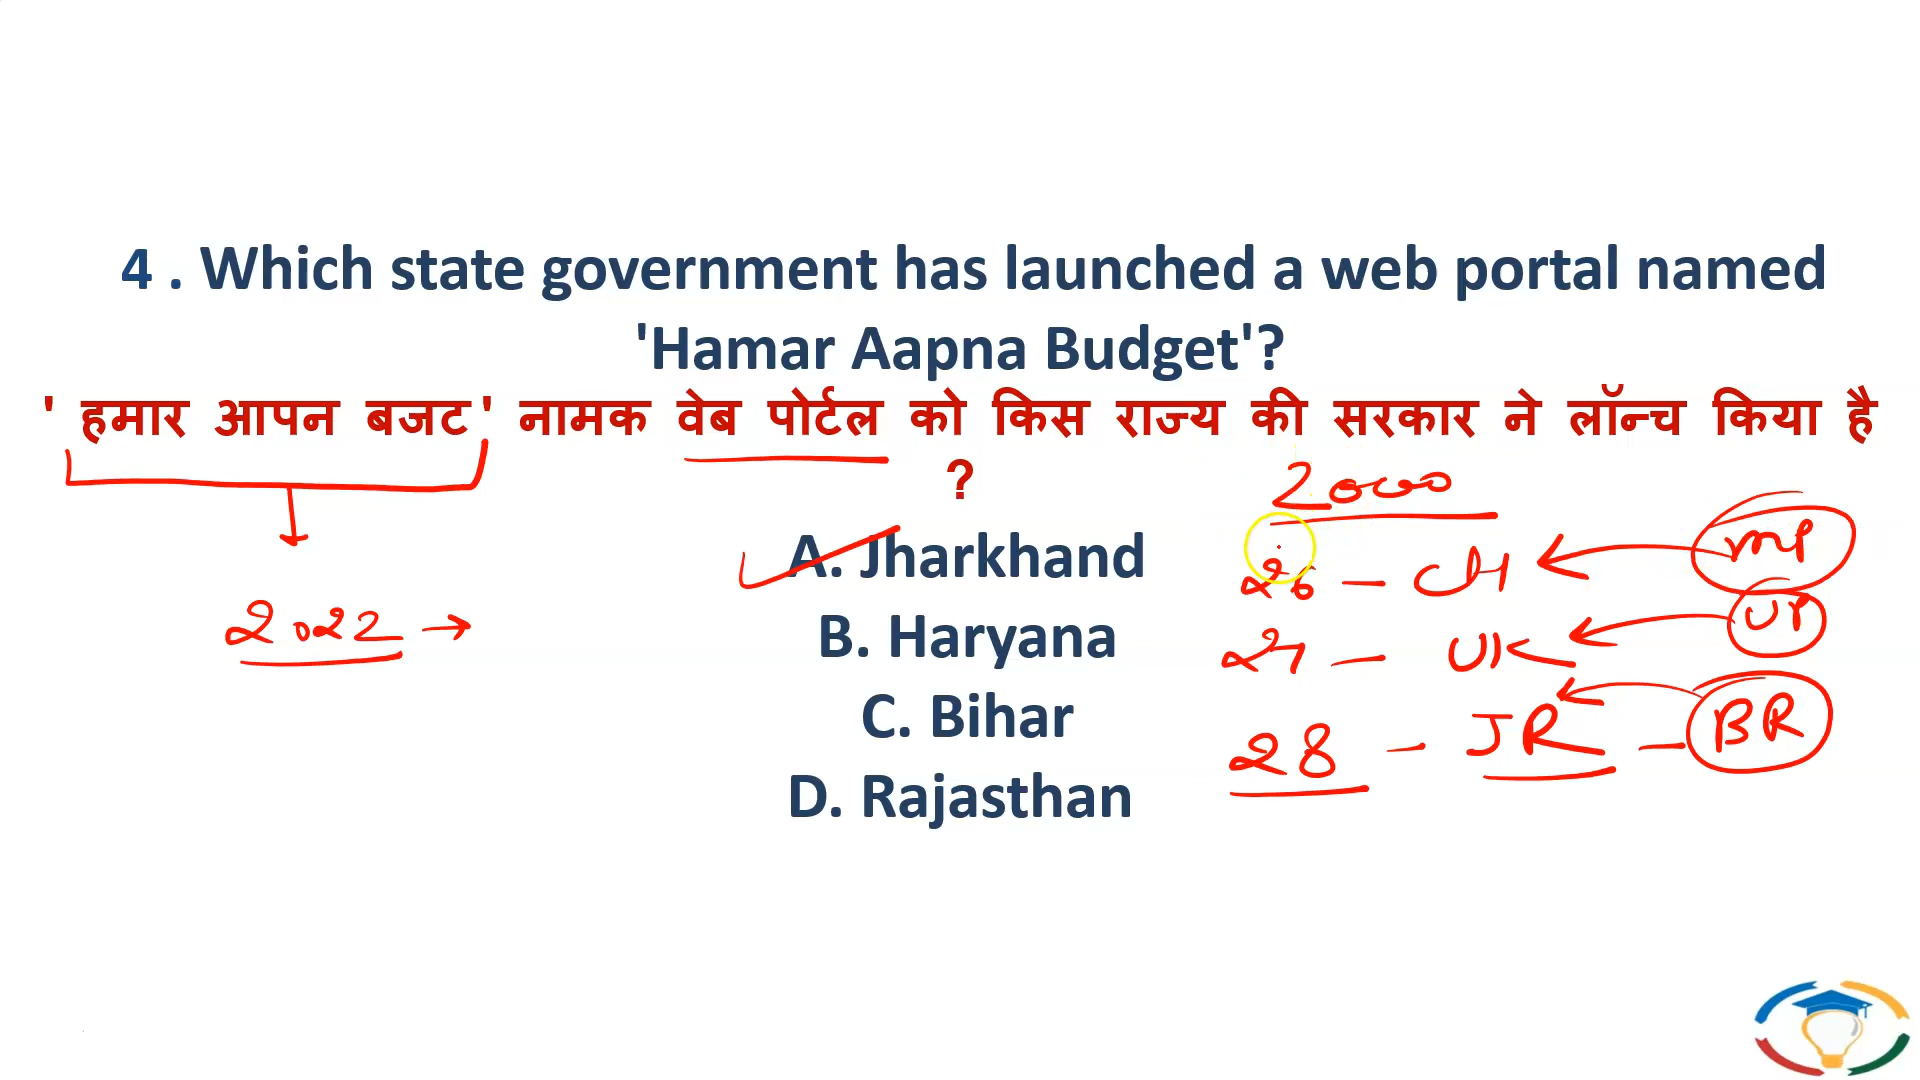 4 . Which state government has launched a web portal named
'Hamar Aapna Budget'?
' हमार आपन बजट' नामक वेब पोर्टल को किस राज्य की सरकार ने लॉन्च किया है
?
2000
A. Jharkhand
26 – CH
MP
2022 →
B. Haryana
27 – UK
UP
C. Bihar
28 – JR – BR
D. Rajasthan